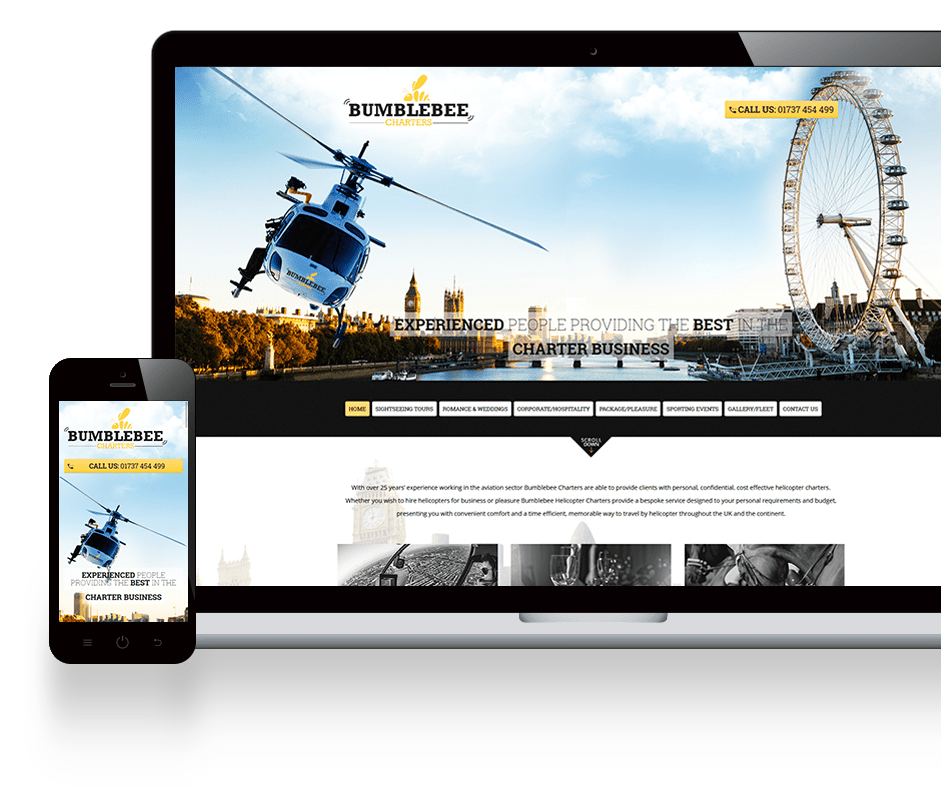 BUMBLEBEE
CHARTERS
CALL US: 01737 454 499
BUMBLEBEE
EXPERIENCED PEOPLE PROVIDING THE BEST IN THE
CHARTER BUSINESS
HOME
SIGHTSEEING TOURS
ROMANCE & WEDDINGS
CORPORATE/HOSPITALITY
PACKAGE/PLEASURE
SPORTING EVENTS
GALLERY/FLEET
CONTACT US
SCROLL
DOWN
With over 25 years' experience working in the aviation sector Bumblebee Charters are able to provide clients with personal, confidential, cost effective helicopter charters.
Whether you wish to hire helicopters for business or pleasure Bumblebee Helicopter Charters provide a bespoke service designed to your personal requirements and budget,
presenting you with convenient comfort and a time efficient, memorable way to travel by helicopter throughout the UK and the continent.
BUMBLEBEE
CHARTERS
CALL US: 01737 454 499
EXPERIENCED PEOPLE
PROVIDING THE BEST IN THE
CHARTER BUSINESS